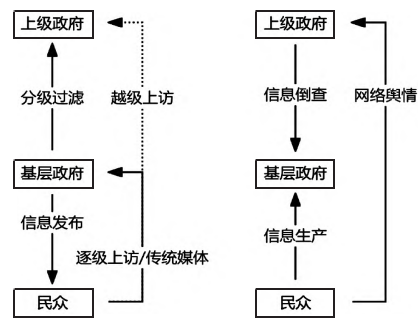 上级政府
分级过滤
越级上访
基层政府
信息发布
逐级上访/传统媒体
民众
上级政府
信息倒查
网络舆情
基层政府
信息生产
民众